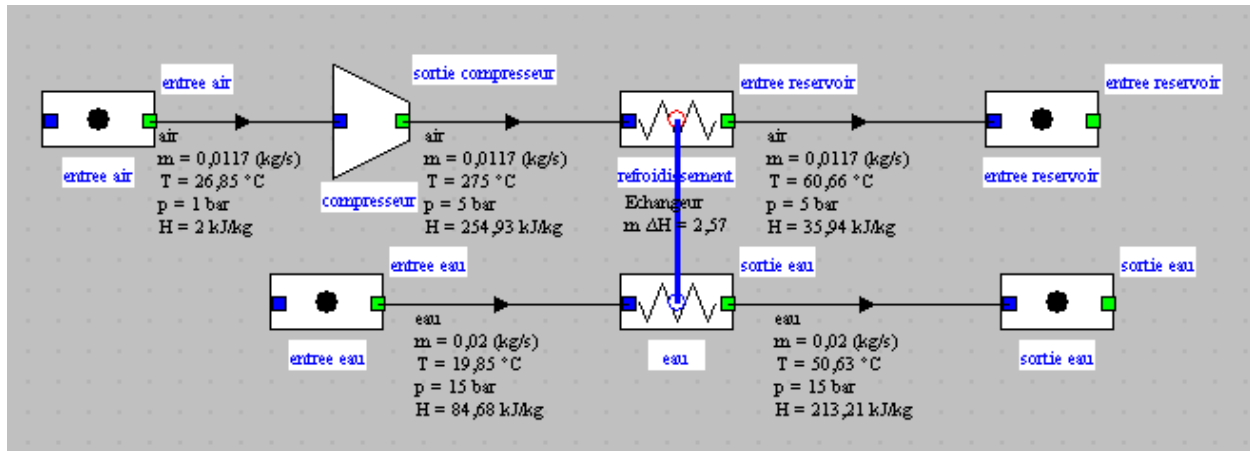 entree air
sortie compresseur
entree reservoir
entree reservoir
air
m = 0,0117 (kg/s)
T = 26,85 °C
p = 1 bar
H = 2 kJ/kg
entree air
compresseur
air
m = 0,0117 (kg/s)
T = 275 °C
p = 5 bar
H = 254,93 kJ/kg
refroidissement
Echangeur
m ΔH = 2,57
air
m = 0,0117 (kg/s)
T = 60,66 °C
p = 5 bar
H = 35,94 kJ/kg
entree reservoir
entrée eau
sortie eau
sortie eau
entrée eau
eau
m = 0,02 (kg/s)
T = 19,85 °C
p = 15 bar
H = 84,68 kJ/kg
eau
eau
m = 0,02 (kg/s)
T = 50,63 °C
p = 15 bar
H = 213,21 kJ/kg
sortie eau